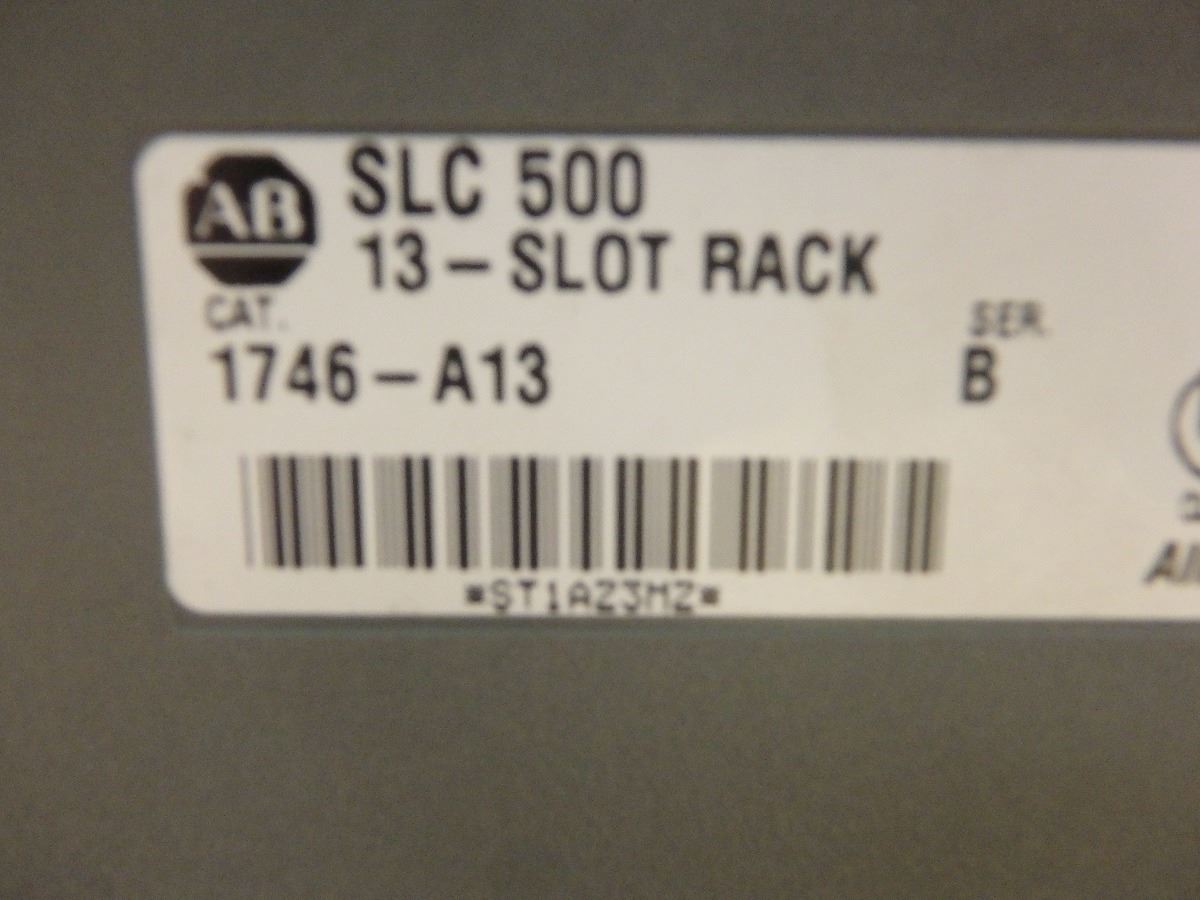 AB
SLC 500
13-SLOT RACK
CAT.
SER.
1746-A13
B
*ST1AZ3MZ*